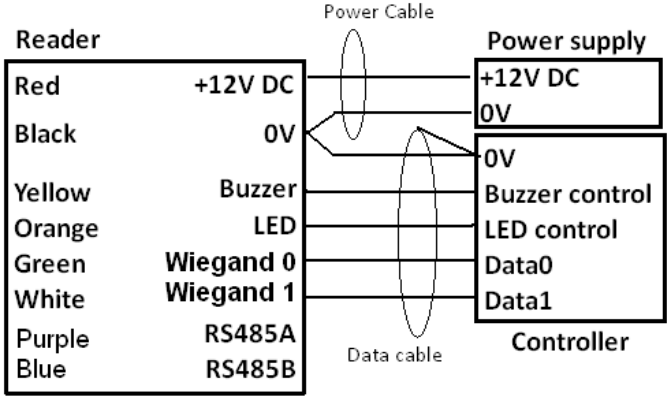 Power Cable
Reader
Power supply
Red +12V DC
+12V DC
Black 0V
0V
0V
Yellow Buzzer
Buzzer control
Orange LED
LED control
Green Wiegand 0
Data0
White Wiegand 1
Data1
Purple RS485A
Controller
Data cable
Blue RS485B